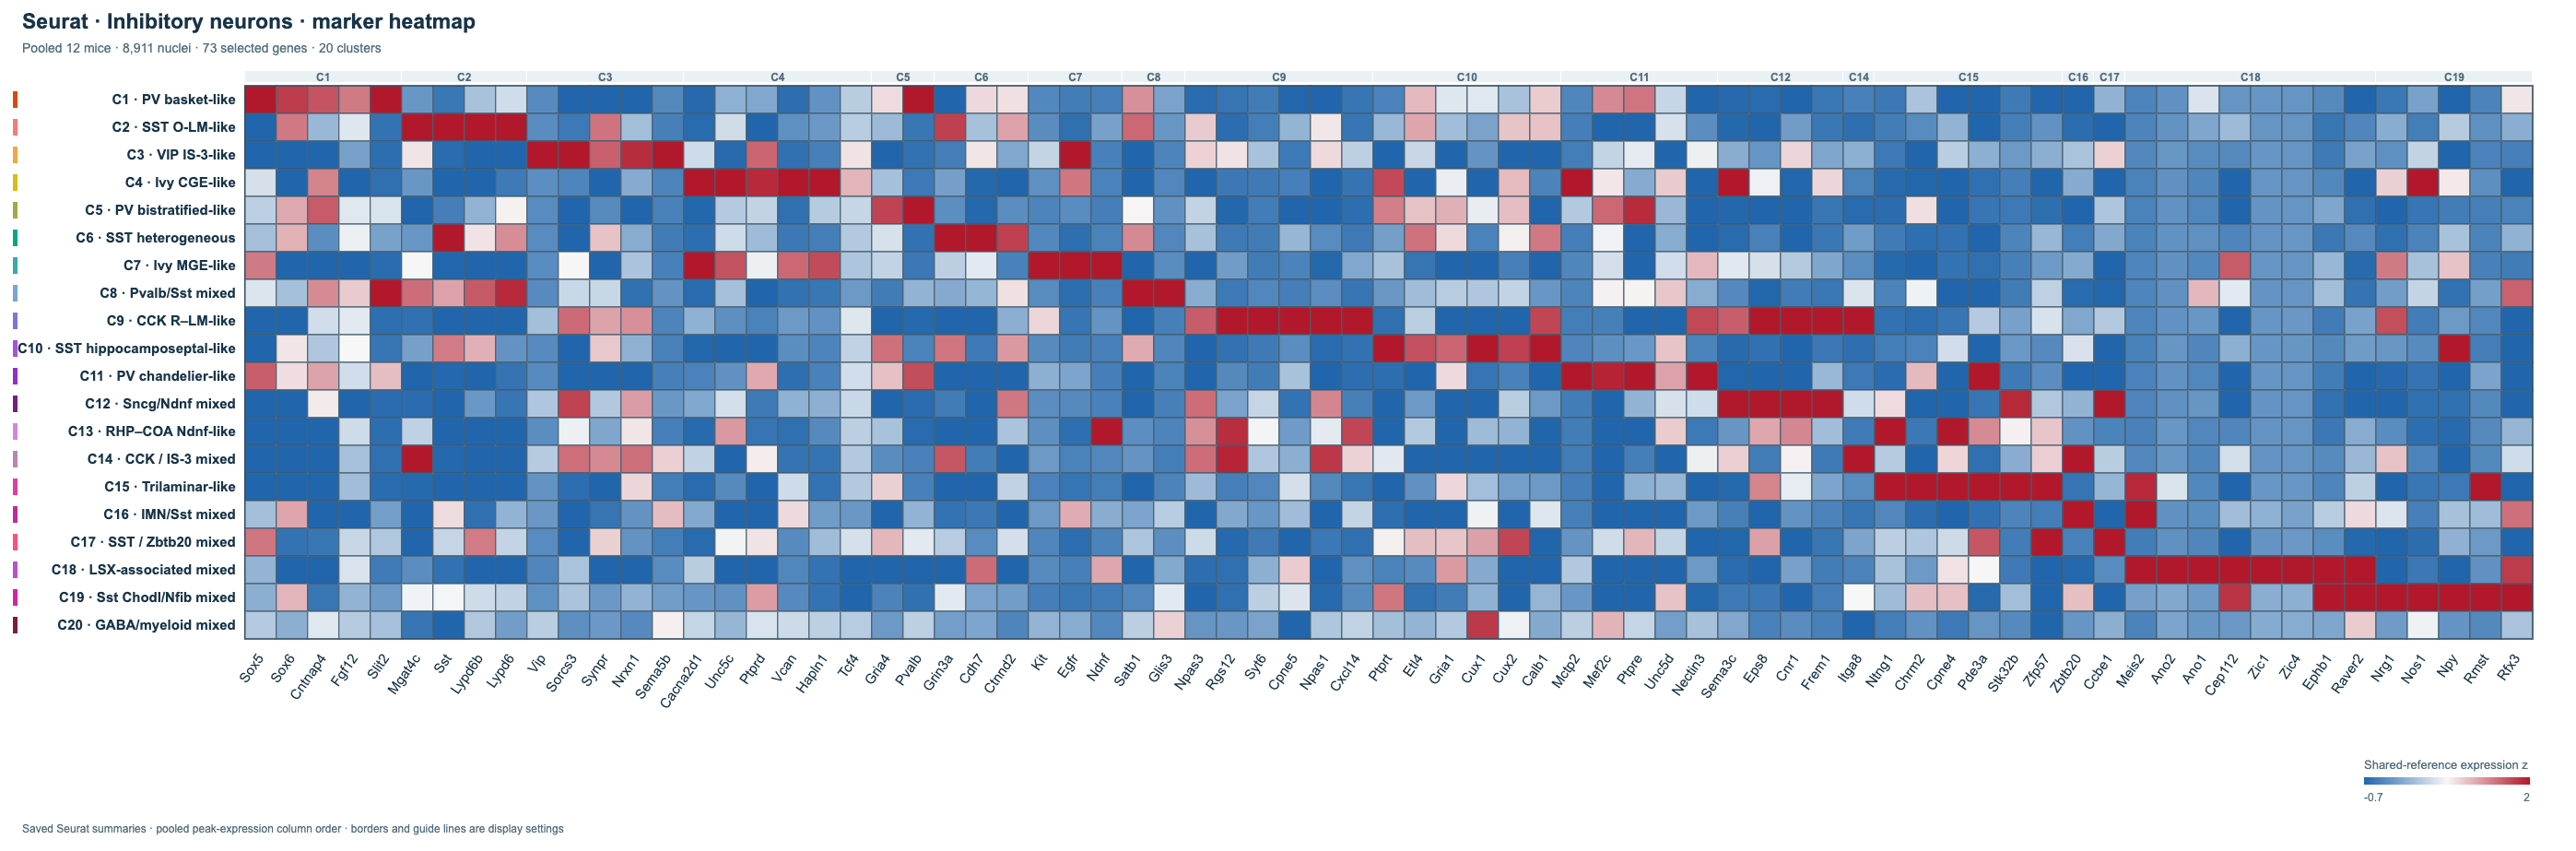 Seurat · Inhibitory neurons · marker heatmap
Pooled 12 mice · 8,911 nuclei · 73 selected genes · 20 clusters
C1 C2 C3 C4 C5 C6 C7 C8 C9 C10 C11 C12 C14 C15 C16 C17 C18 C19
C1 · PV basket-like
C2 · SST O-LM-like
C3 · VIP IS-3-like
C4 · Ivy CGE-like
C5 · PV bistratified-like
C6 · SST heterogeneous
C7 · Ivy MGE-like
C8 · Pvalb/Sst mixed
C9 · CCK R–LM-like
C10 · SST hippocamposeptal-like
C11 · PV chandelier-like
C12 · Sncg/Ndnf mixed
C13 · RHP–COA Ndnf-like
C14 · CCK / IS-3 mixed
C15 · Trilaminar-like
C16 · IMN/Sst mixed
C17 · SST / Zbtb20 mixed
C18 · LSX-associated mixed
C19 · Sst Chodl/Nfib mixed
C20 · GABA/myeloid mixed
Sox5 Sox6 Cntnap4 Fgf12 Slit2 Mgat4c Sst Lypd6b Lypd6 Vip Sorcs3 Synpr Nrxn1 Sema5b Cacna2d1 Unc5c Ptprd Vcan Hapln1 Tcf4 Gria4 Pvalb Grin3a Cdh7 Ctnnd2 Kit Egfr Ndnf Satb1 Glis3 Npas3 Rgs12 Syt6 Cpne5 Npas1 Cxcl14 Ptprt Etl4 Gria1 Cux1 Cux2 Calb1 Mctp2 Mef2c Ptpre Unc5d Nectin3 Sema3c Eps8 Cnr1 Frem1 Itga8 Ntng1 Chrm2 Cpne4 Pde3a Stk32b Zfp57 Zbtb20 Ccbe1 Meis2 Ano2 Ano1 Cep112 Zic1 Zic4 Ephb1 Raver2 Nrg1 Nos1 Npy Rmst Rfx3
Shared-reference expression z
-0.7 2
Saved Seurat summaries · pooled peak-expression column order · borders and guide lines are display settings